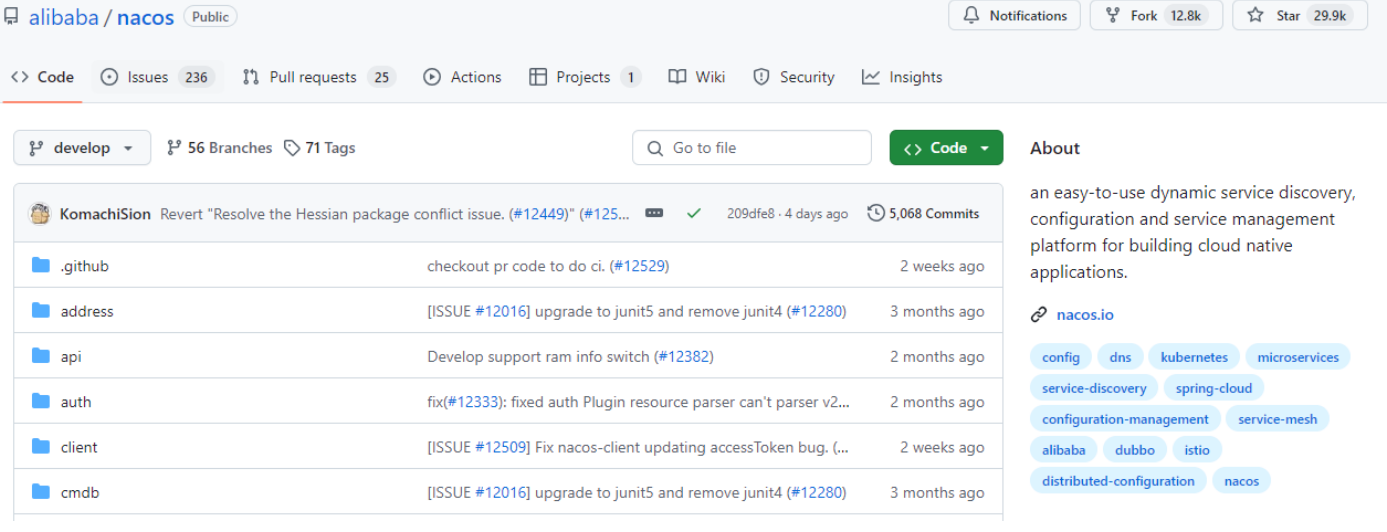 alibaba / nacos Public Notifications Fork 12.8k Star 29.9k
Code Issues 236 Pull requests 25 Actions Projects 1 Wiki Security Insights
develop 56 Branches 71 Tags Go to file Code
KomachiSion Revert "Resolve the Hessian package conflict issue. (#12449)" (#125... 209dfe8 · 4 days ago 5,068 Commits
.github checkout pr code to do ci. (#12529) 2 weeks ago
address [ISSUE #12016] upgrade to junit5 and remove junit4 (#12280) 3 months ago
api Develop support ram info switch (#12382) 2 months ago
auth fix(#12333): fixed auth Plugin resource parser can't parser v2... 2 months ago
client [ISSUE #12509] Fix nacos-client updating accessToken bug. (... 2 weeks ago
cmdb [ISSUE #12016] upgrade to junit5 and remove junit4 (#12280) 3 months ago
About
an easy-to-use dynamic service discovery,
configuration and service management
platform for building cloud native
applications.
nacos.io
config dns kubernetes microservices
service-discovery spring-cloud
configuration-management service-mesh
alibaba dubbo istio
distributed-configuration nacos